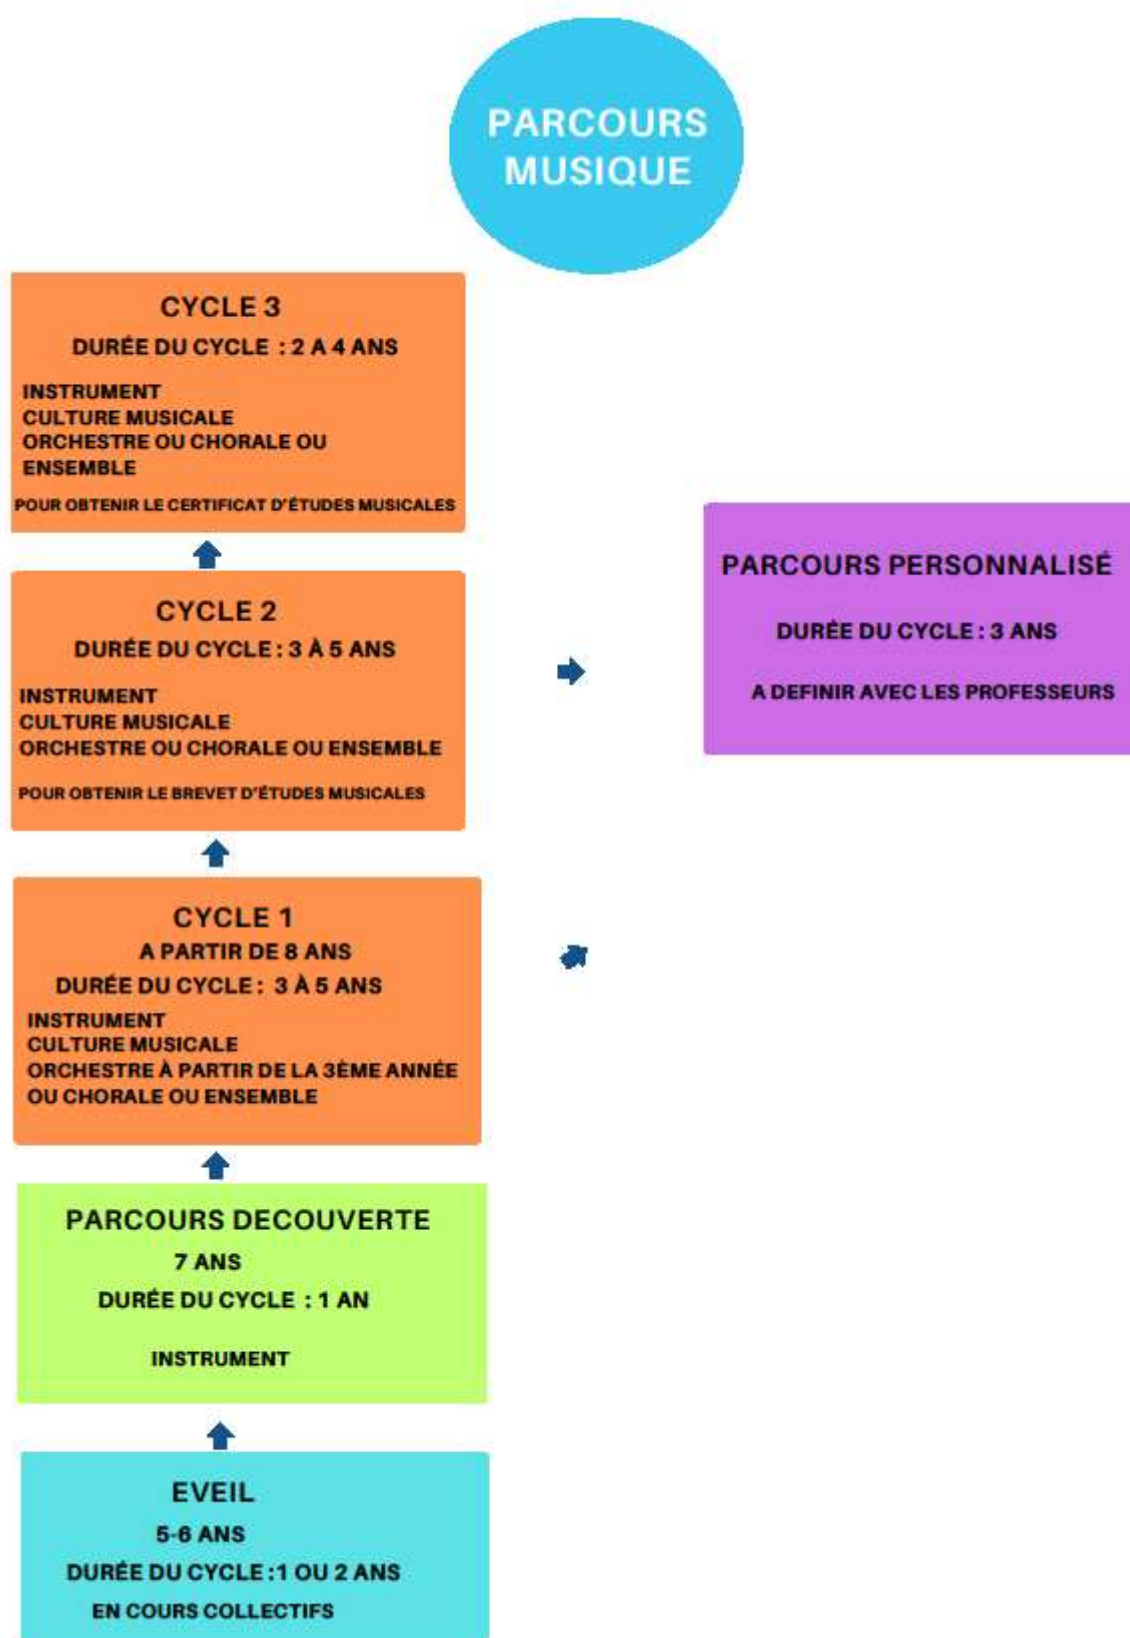 PARCOURS
MUSIQUE
CYCLE 3
DURÉE DU CYCLE : 2 A 4 ANS
INSTRUMENT
CULTURE MUSICALE
ORCHESTRE OU CHORALE OU
ENSEMBLE
POUR OBTENIR LE CERTIFICAT D'ÉTUDES MUSICALES
CYCLE 2
DURÉE DU CYCLE : 3 À 5 ANS
INSTRUMENT
CULTURE MUSICALE
ORCHESTRE OU CHORALE OU ENSEMBLE
POUR OBTENIR LE BREVET D'ÉTUDES MUSICALES
PARCOURS PERSONNALISÉ
DURÉE DU CYCLE : 3 ANS
A DEFINIR AVEC LES PROFESSEURS
CYCLE 1
A PARTIR DE 8 ANS
DURÉE DU CYCLE : 3 À 5 ANS
INSTRUMENT
CULTURE MUSICALE
ORCHESTRE À PARTIR DE LA 3ÈME ANNÉE
OU CHORALE OU ENSEMBLE
PARCOURS DECOUVERTE
7 ANS
DURÉE DU CYCLE : 1 AN
INSTRUMENT
EVEIL
5-6 ANS
DURÉE DU CYCLE :1 OU 2 ANS
EN COURS COLLECTIFS